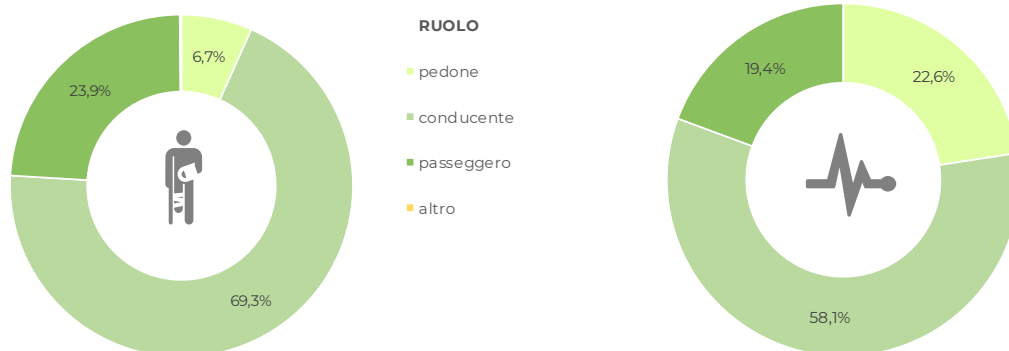 6,7%
23,9%
69,3%
RUOLO
pedone
conducente
passeggero
altro
19,4%
22,6%
58,1%